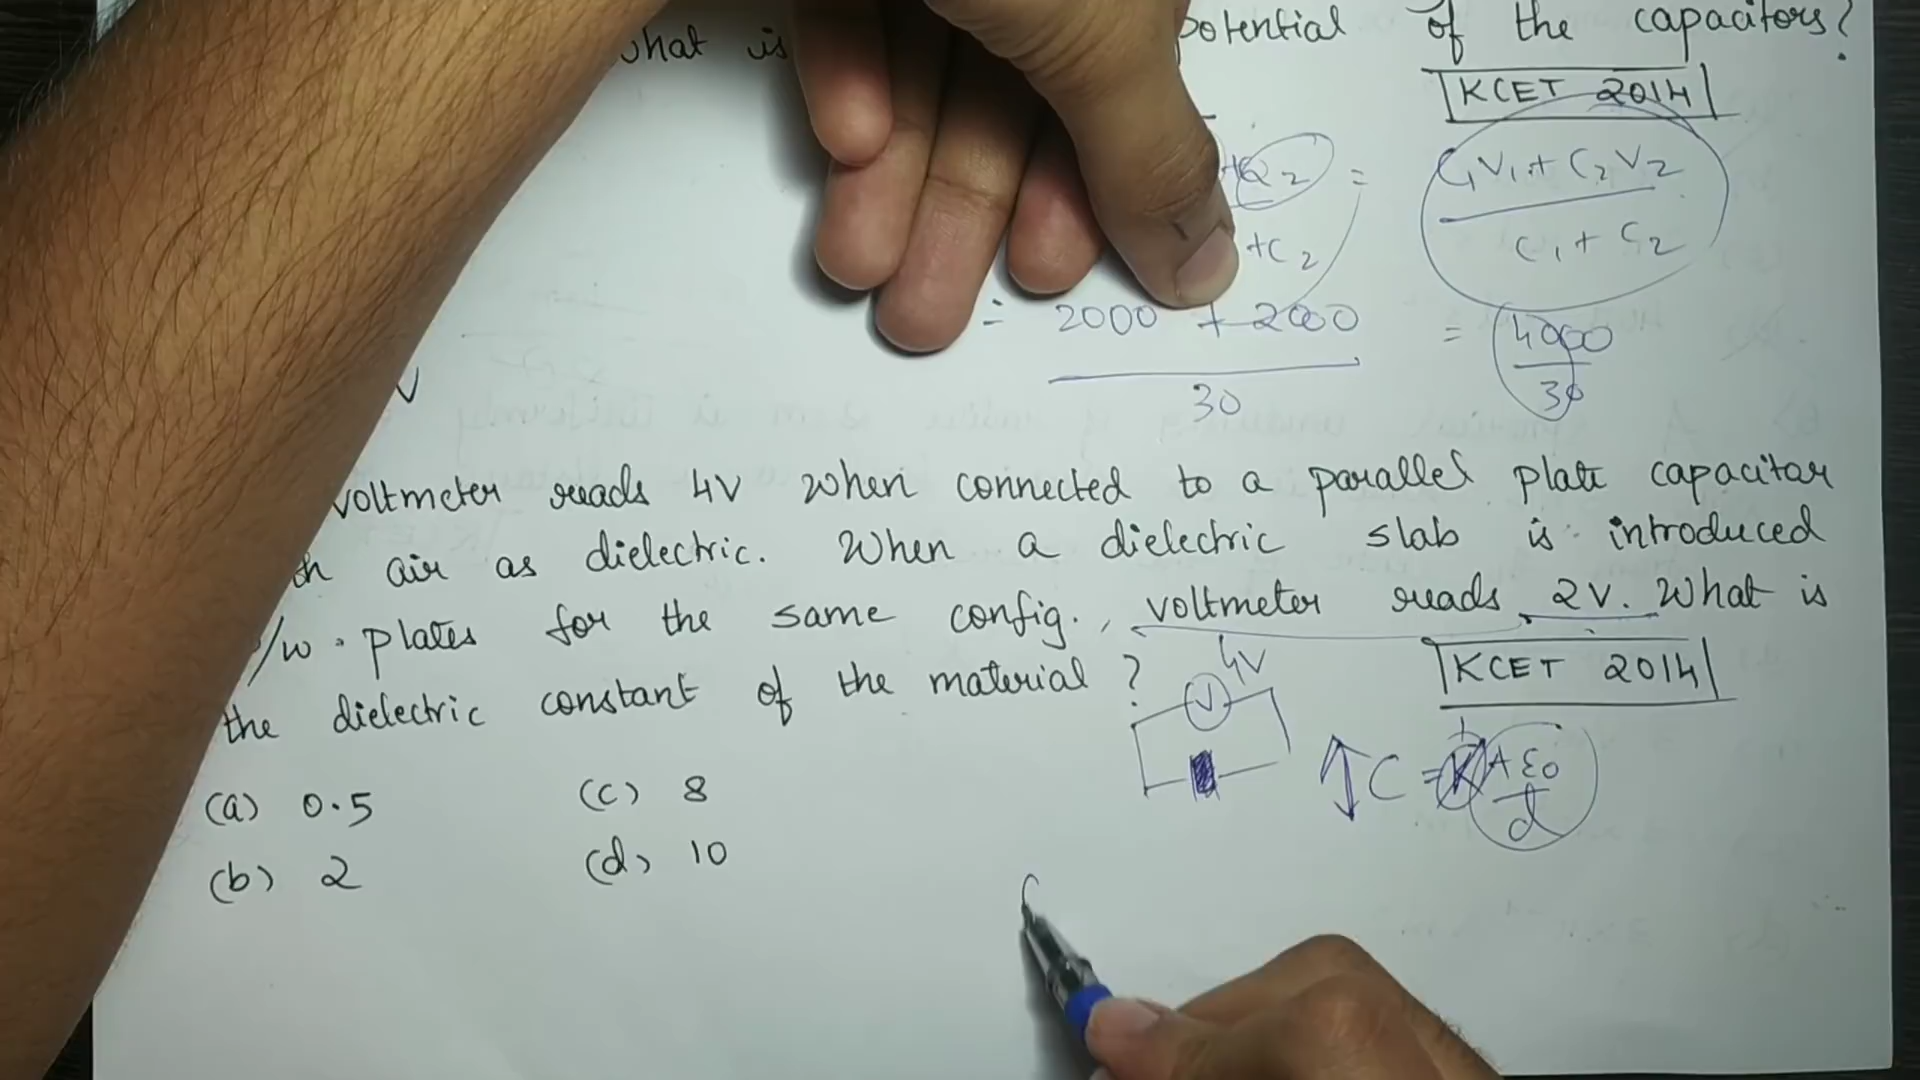 what is potential of the capacitors?
KCET 2014
+Q2 = C1V1 + C2V2
+C2 C1 + C2
= 2000 + 2000 = 4000
30 30
V
voltmeter reads 4V when connected to a parallel plate capacitor
air as dielectric. When a dielectric slab is introduced
/w plates for the same config., voltmeter reads 2V. What is
the dielectric constant of the material?
KCET 2014
4V
V
C = K Aε0
d
(a) 0.5 (c) 8
(b) 2 (d) 10